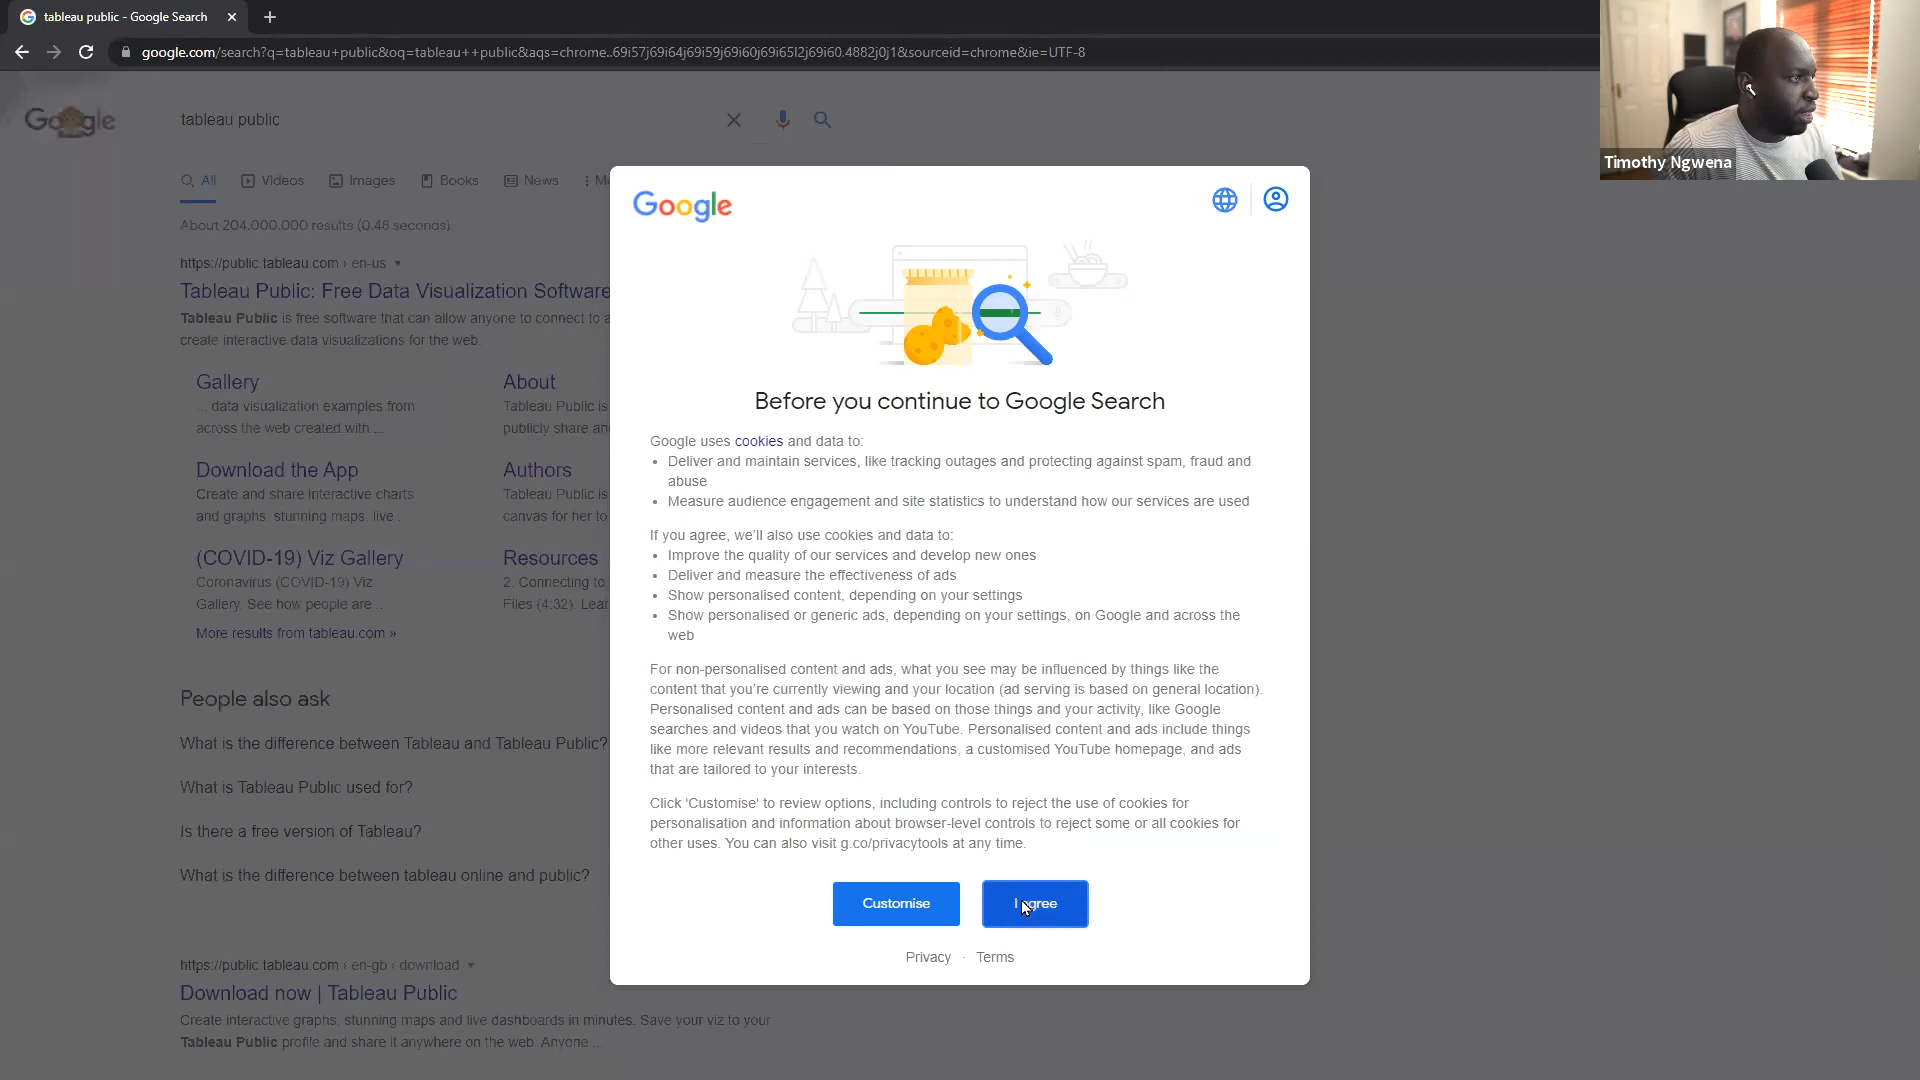 tableau public - Google Search
google.com/search?q=tableau+public&oq=tableau++public&aqs=chrome..69i57j69i64j69i59j69i60j69i65l2j69i60.4882j0j1&sourceid=chrome&ie=UTF-8
Timothy Ngwena
Google
tableau public
All
Videos
Images
Books
News
About 204,000,000 results (0.48 seconds)
https://public.tableau.com › en-us
Tableau Public: Free Data Visualization Software
Tableau Public is free software that can allow anyone to connect to a
create interactive data visualizations for the web.
Gallery
... data visualization examples from
across the web created with ...
About
Tableau Public is
publicly share and
Download the App
Create and share interactive charts
and graphs, stunning maps, live ...
Authors
Tableau Public is
canvas for her to
(COVID-19) Viz Gallery
Coronavirus (COVID-19) Viz
Gallery. See how people are ...
Resources
2. Connecting to
Files (4:32). Lear
More results from tableau.com »
People also ask
What is the difference between Tableau and Tableau Public?
What is Tableau Public used for?
Is there a free version of Tableau?
What is the difference between tableau online and public?
https://public.tableau.com › en-gb › download
Download now | Tableau Public
Create interactive graphs, stunning maps and live dashboards in minutes. Save your viz to your
Tableau Public profile and share it anywhere on the web. Anyone ...
Google
Before you continue to Google Search
Google uses cookies and data to:
• Deliver and maintain services, like tracking outages and protecting against spam, fraud and
abuse
• Measure audience engagement and site statistics to understand how our services are used
If you agree, we'll also use cookies and data to:
• Improve the quality of our services and develop new ones
• Deliver and measure the effectiveness of ads
• Show personalised content, depending on your settings
• Show personalised or generic ads, depending on your settings, on Google and across the
web
For non-personalised content and ads, what you see may be influenced by things like the
content that you're currently viewing and your location (ad serving is based on general location).
Personalised content and ads can be based on those things and your activity, like Google
searches and videos that you watch on YouTube. Personalised content and ads include things
like more relevant results and recommendations, a customised YouTube homepage, and ads
that are tailored to your interests.
Click 'Customise' to review options, including controls to reject the use of cookies for
personalisation and information about browser-level controls to reject some or all cookies for
other uses. You can also visit g.co/privacytools at any time.
Customise
I agree
Privacy · Terms